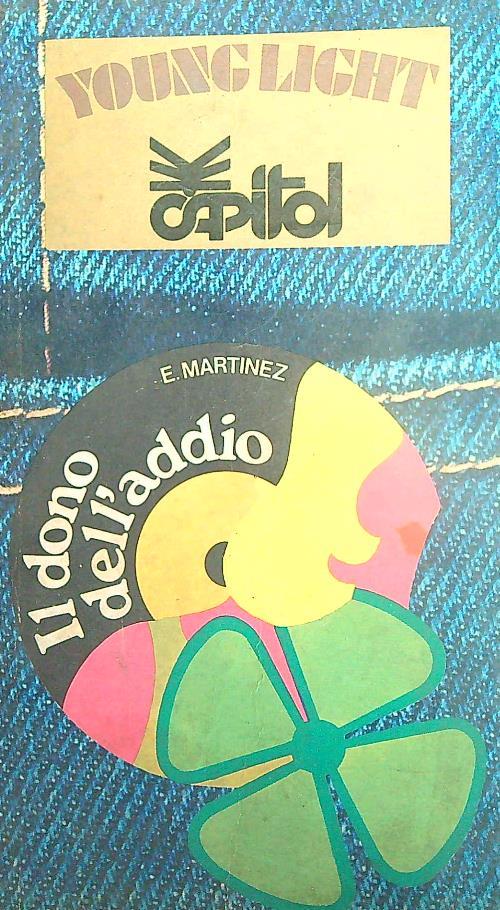 YOUNG LIGHT
Capitol
E. MARTINEZ
Il dono
dell'addio